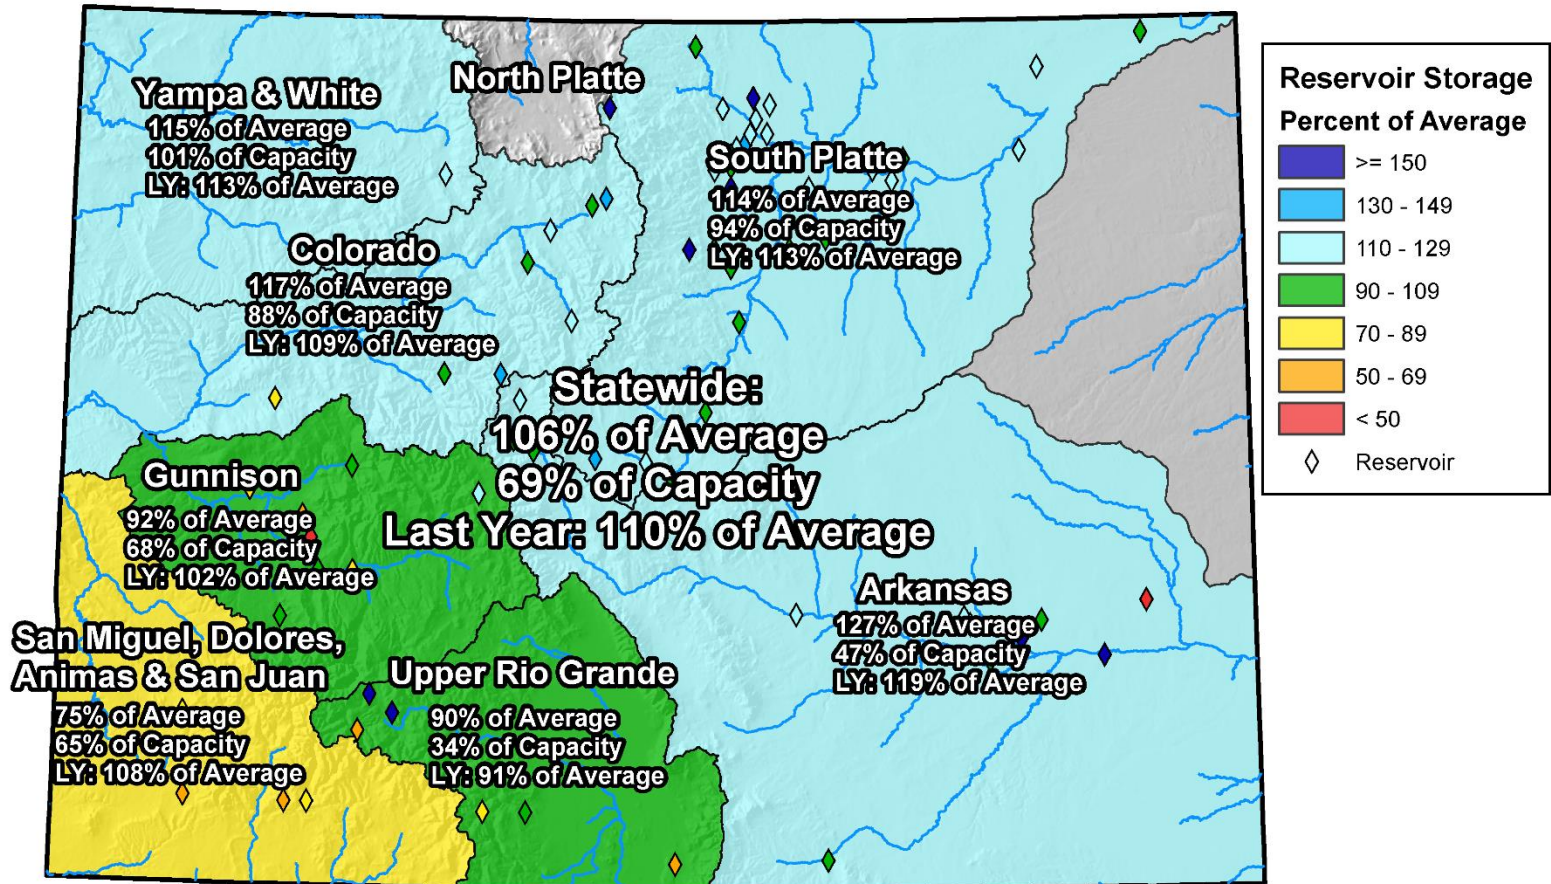 North Platte
Yampa & White
115% of Average
101% of Capacity
LY: 113% of Average
South Platte
114% of Average
94% of Capacity
LY: 113% of Average
Colorado
117% of Average
88% of Capacity
LY: 109% of Average
Statewide:
106% of Average
69% of Capacity
Last Year: 110% of Average
Gunnison
92% of Average
68% of Capacity
LY: 102% of Average
Arkansas
127% of Average
47% of Capacity
LY: 119% of Average
San Miguel, Dolores,
Animas & San Juan
75% of Average
65% of Capacity
LY: 108% of Average
Upper Rio Grande
90% of Average
34% of Capacity
LY: 91% of Average
Reservoir Storage
Percent of Average
>= 150
130 - 149
110 - 129
90 - 109
70 - 89
50 - 69
< 50
Reservoir